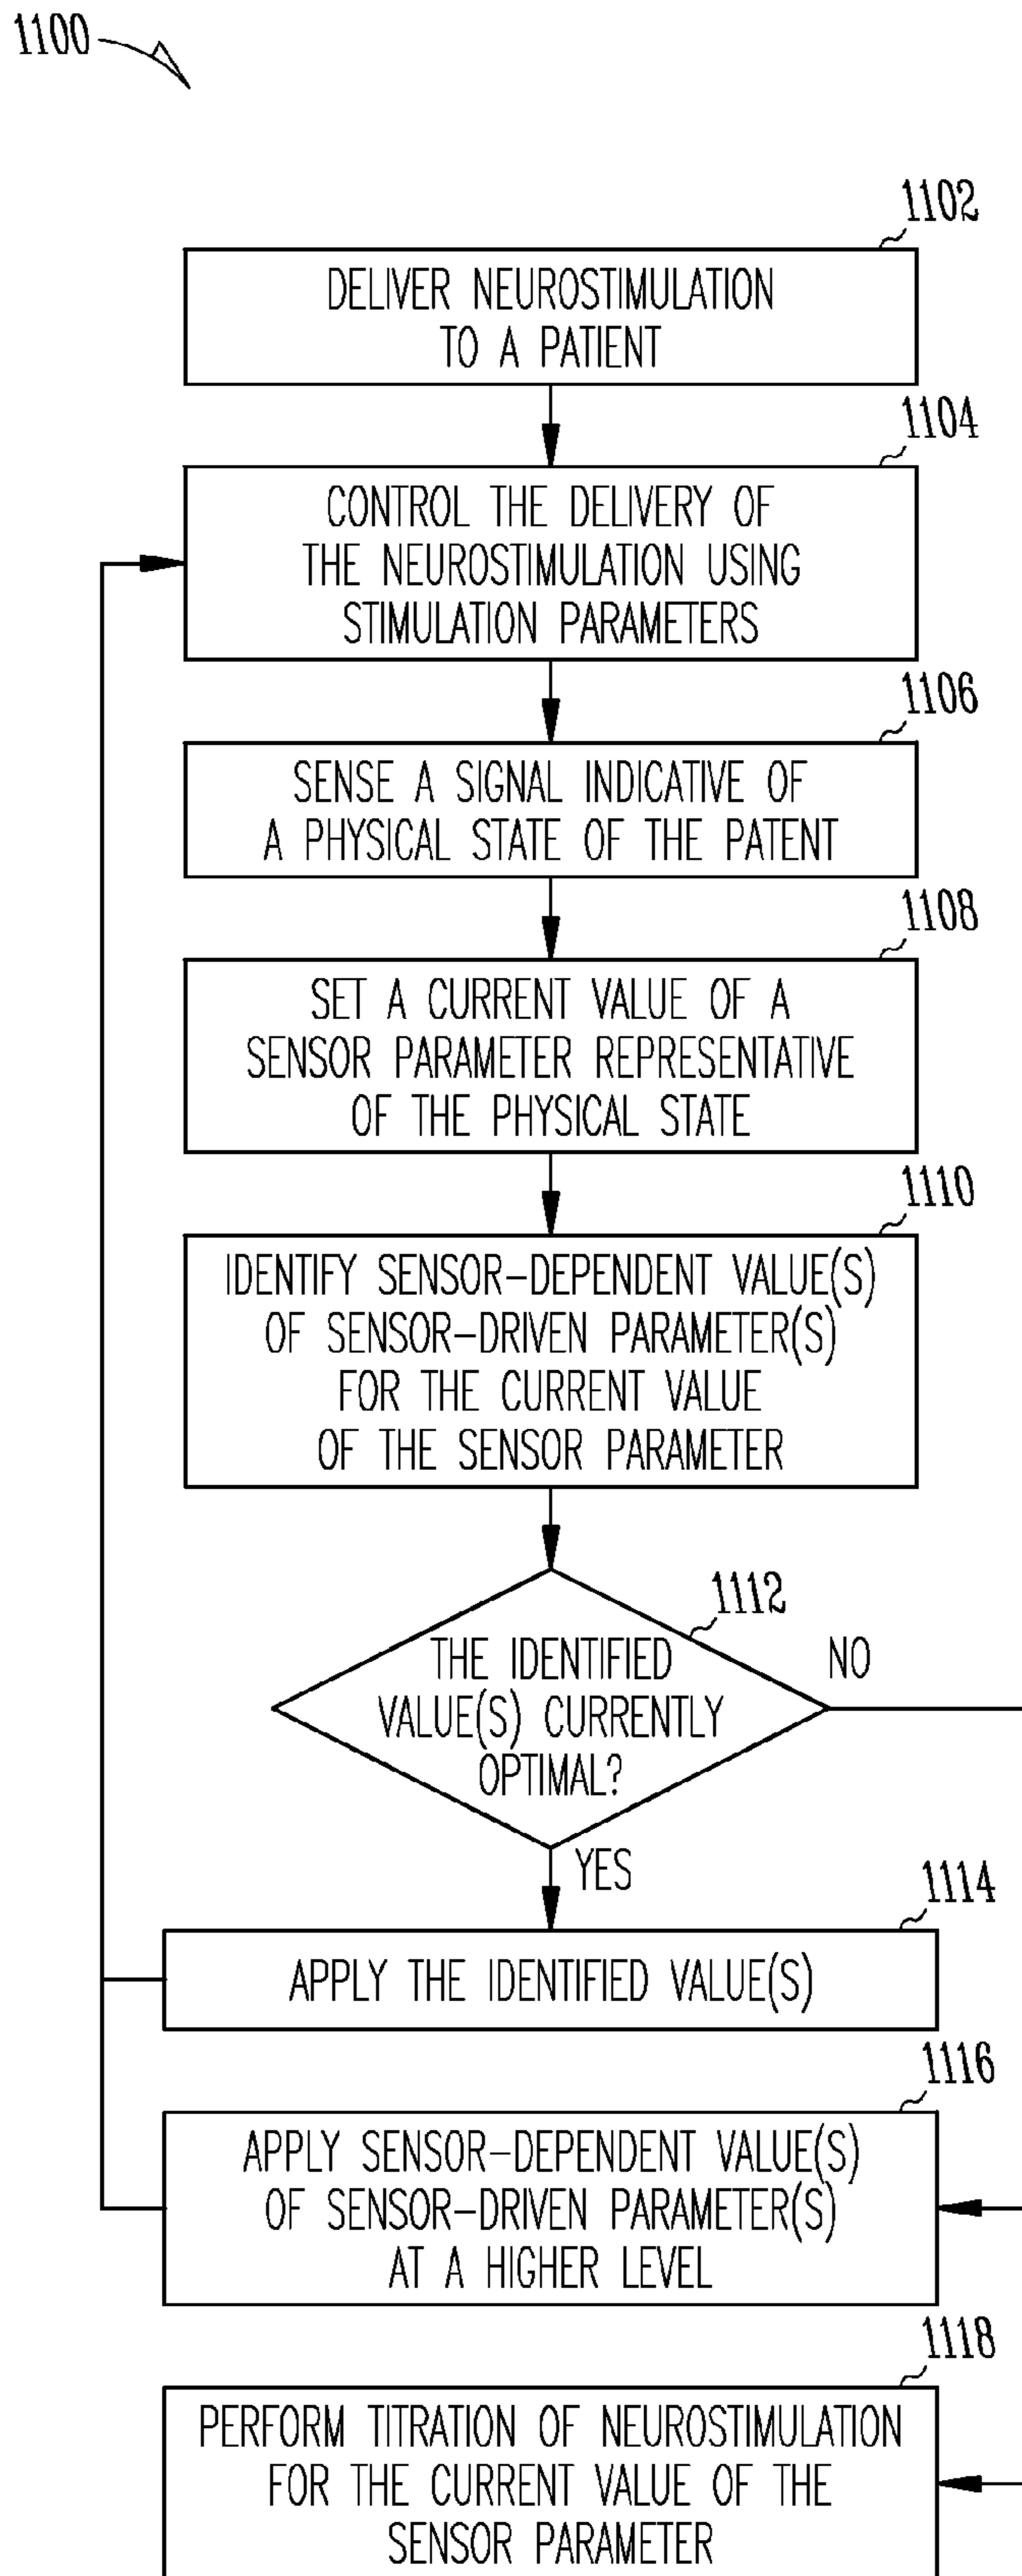 1100
1102
DELIVER NEUROSTIMULATION
TO A PATIENT
1104
CONTROL THE DELIVERY OF
THE NEUROSTIMULATION USING
STIMULATION PARAMETERS
1106
SENSE A SIGNAL INDICATIVE OF
A PHYSICAL STATE OF THE PATENT
1108
SET A CURRENT VALUE OF A
SENSOR PARAMETER REPRESENTATIVE
OF THE PHYSICAL STATE
1110
IDENTIFY SENSOR-DEPENDENT VALUE(S)
OF SENSOR-DRIVEN PARAMETER(S)
FOR THE CURRENT VALUE
OF THE SENSOR PARAMETER
1112
THE IDENTIFIED
VALUE(S) CURRENTLY
OPTIMAL?
NO
YES
1114
APPLY THE IDENTIFIED VALUE(S)
1116
APPLY SENSOR-DEPENDENT VALUE(S)
OF SENSOR-DRIVEN PARAMETER(S)
AT A HIGHER LEVEL
1118
PERFORM TITRATION OF NEUROSTIMULATION
FOR THE CURRENT VALUE OF THE
SENSOR PARAMETER